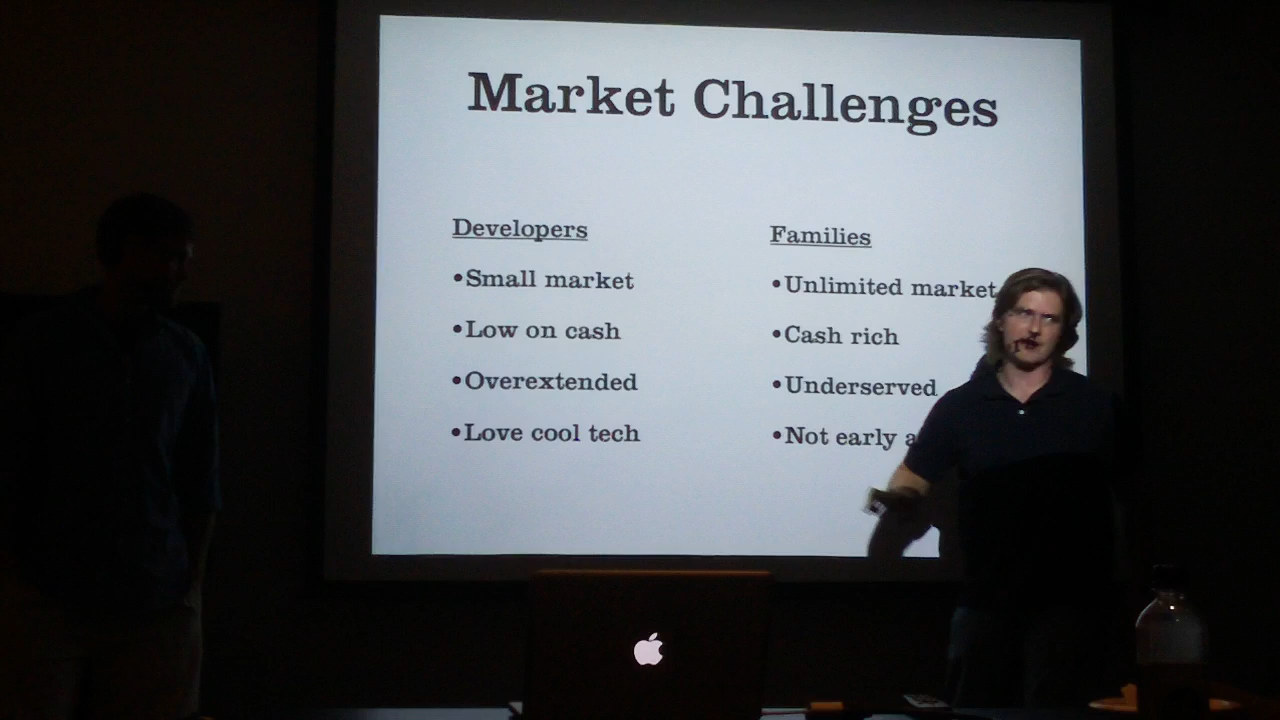 Market Challenges
Developers
•Small market
•Low on cash
•Overextended
•Love cool tech
Families
•Unlimited market
•Cash rich
•Underserved
•Not early